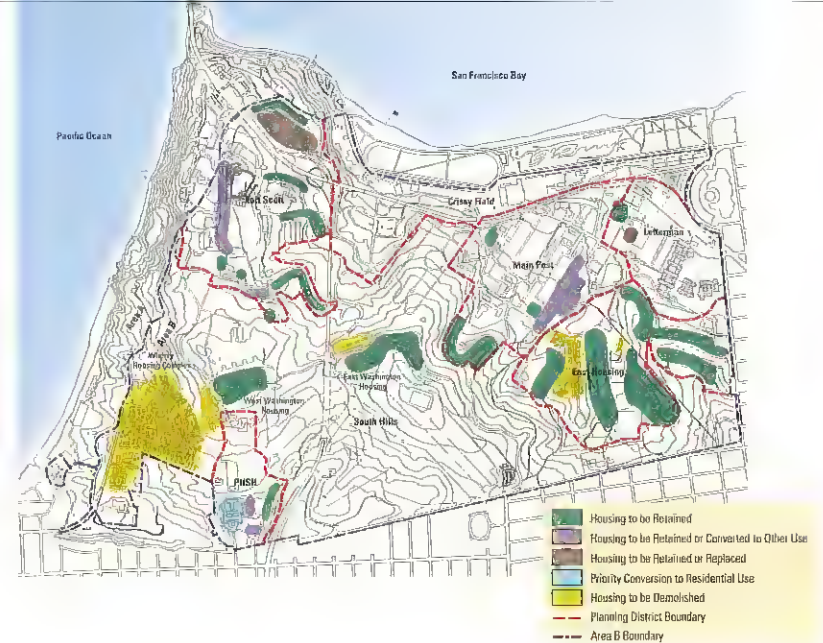 San Francisco Bay
Pacific Ocean
Fort Scott
Crissy Field
Letterman
Main Post
Area A
Area B
Wherry
Housing Complex
East Housing
East Washington
Housing
West Washington
Housing
South Hills
PHSH
Housing to be Retained
Housing to be Retained or Converted to Other Use
Housing to be Retained or Replaced
Priority Conversion to Residential Use
Housing to be Demolished
Planning District Boundary
Area B Boundary